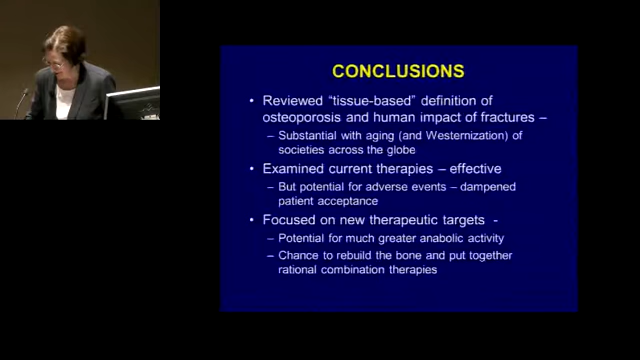 CONCLUSIONS
• Reviewed "tissue-based" definition of
osteoporosis and human impact of fractures –
– Substantial with aging (and Westernization) of
societies across the globe
• Examined current therapies – effective
– But potential for adverse events – dampened
patient acceptance
• Focused on new therapeutic targets -
– Potential for much greater anabolic activity
– Chance to rebuild the bone and put together
rational combination therapies